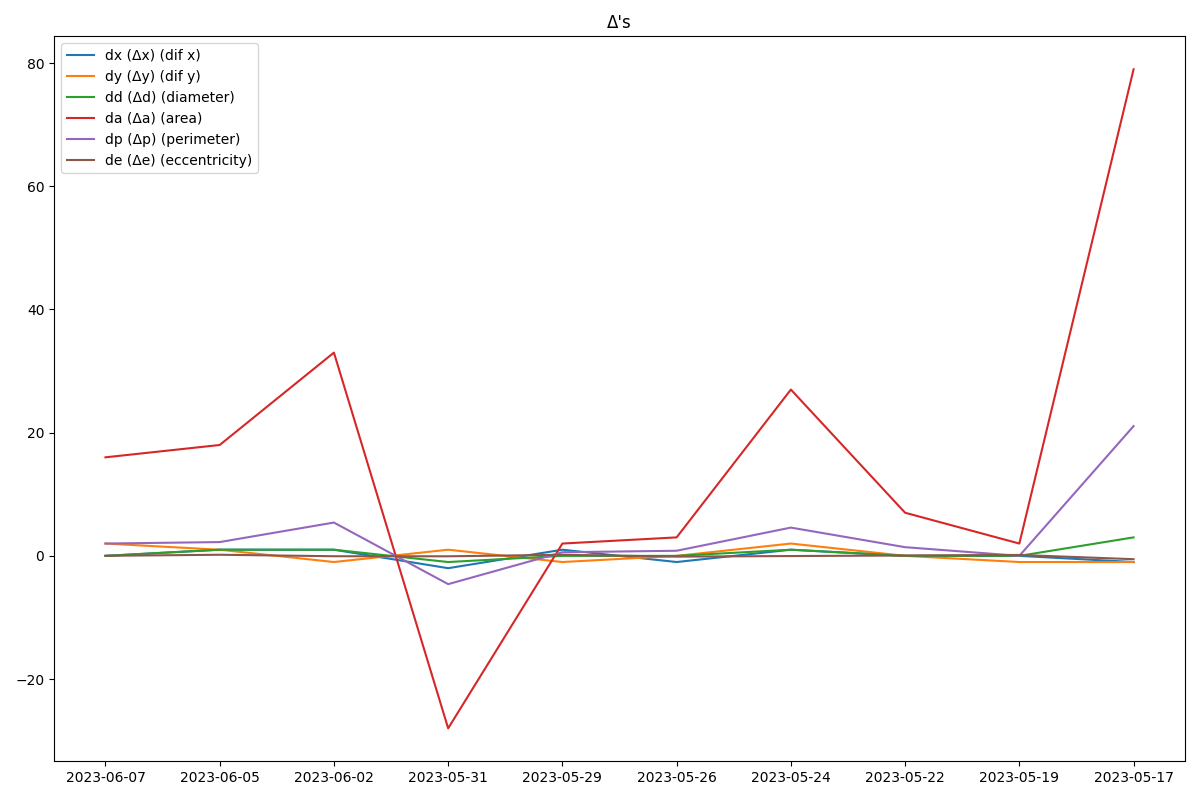 Δ's
dx (Δx) (dif x)
dy (Δy) (dif y)
dd (Δd) (diameter)
da (Δa) (area)
dp (Δp) (perimeter)
de (Δe) (eccentricity)
80
60
40
20
0
−20
2023-06-07 2023-06-05 2023-06-02 2023-05-31 2023-05-29 2023-05-26 2023-05-24 2023-05-22 2023-05-19 2023-05-17